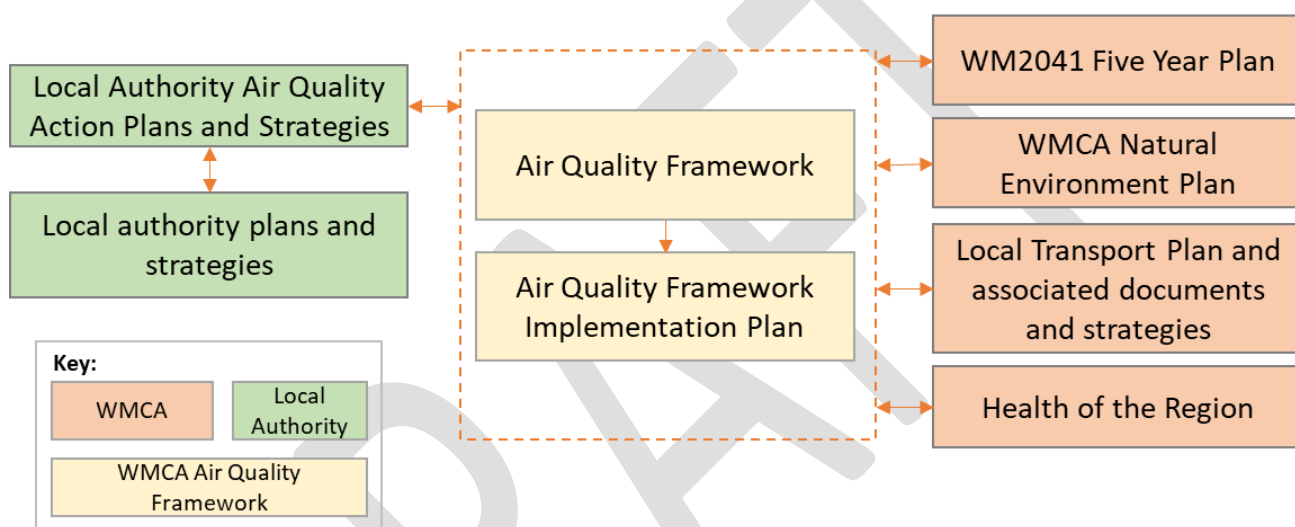 Local Authority Air Quality
Action Plans and Strategies
Local authority plans and
strategies
Air Quality Framework
Air Quality Framework
Implementation Plan
WM2041 Five Year Plan
WMCA Natural
Environment Plan
Local Transport Plan and
associated documents
and strategies
Health of the Region
Key:
WMCA
Local
Authority
WMCA Air Quality
Framework
DRAFT